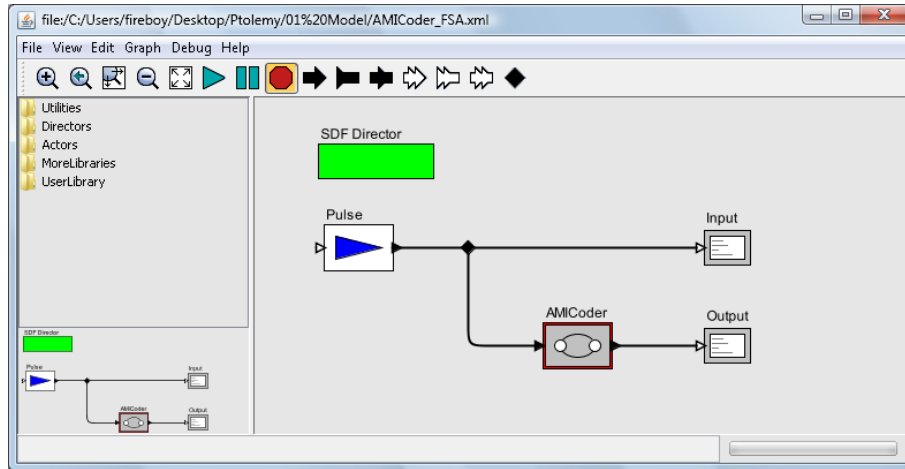 file:/C:/Users/fireboy/Desktop/Ptolemy/01%20Model/AMICoder_FSA.xml
File View Edit Graph Debug Help
Utilities
Directors
Actors
MoreLibraries
UserLibrary
SDF Director
Pulse
Input
AMICoder
Output
SDF Director
Pulse
Input
AMICoder
Output